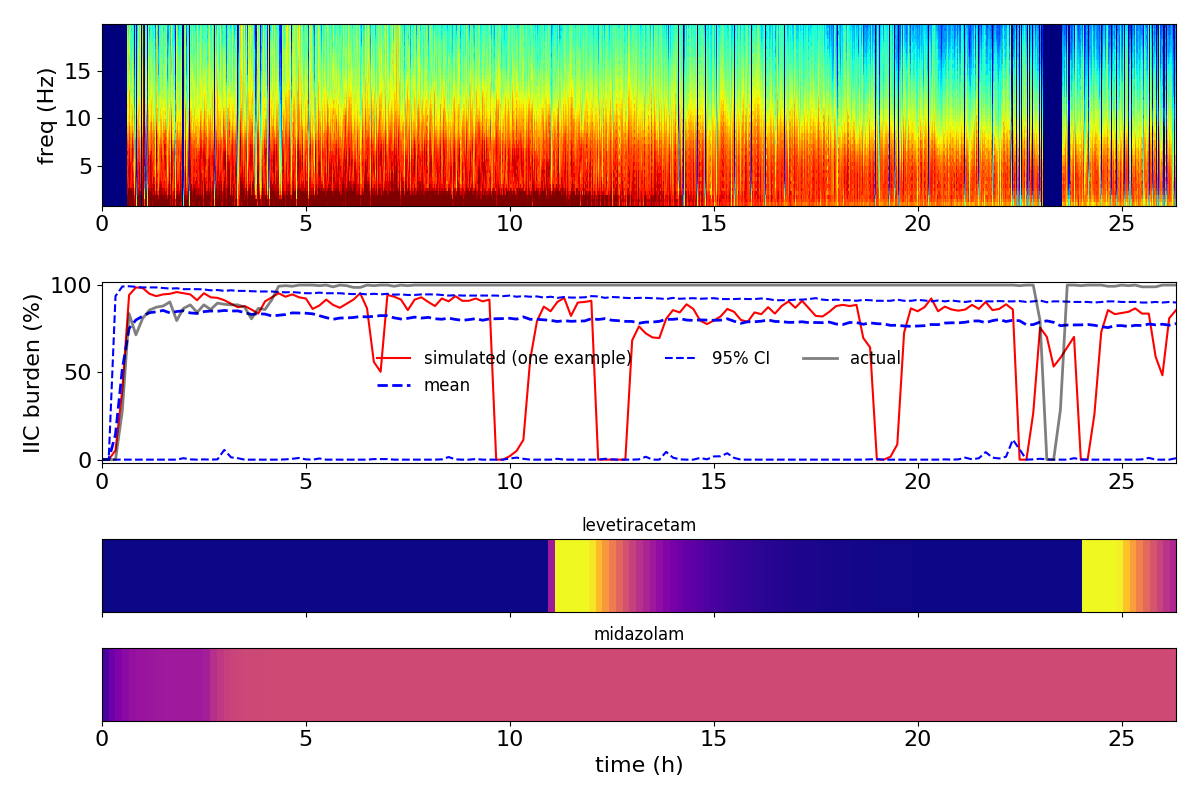 freq (Hz)
15
10
5
0 5 10 15 20 25
IIC burden (%)
100
50
0
simulated (one example) 95% CI actual
mean
0 5 10 15 20 25
levetiracetam
midazolam
0 5 10 15 20 25
time (h)